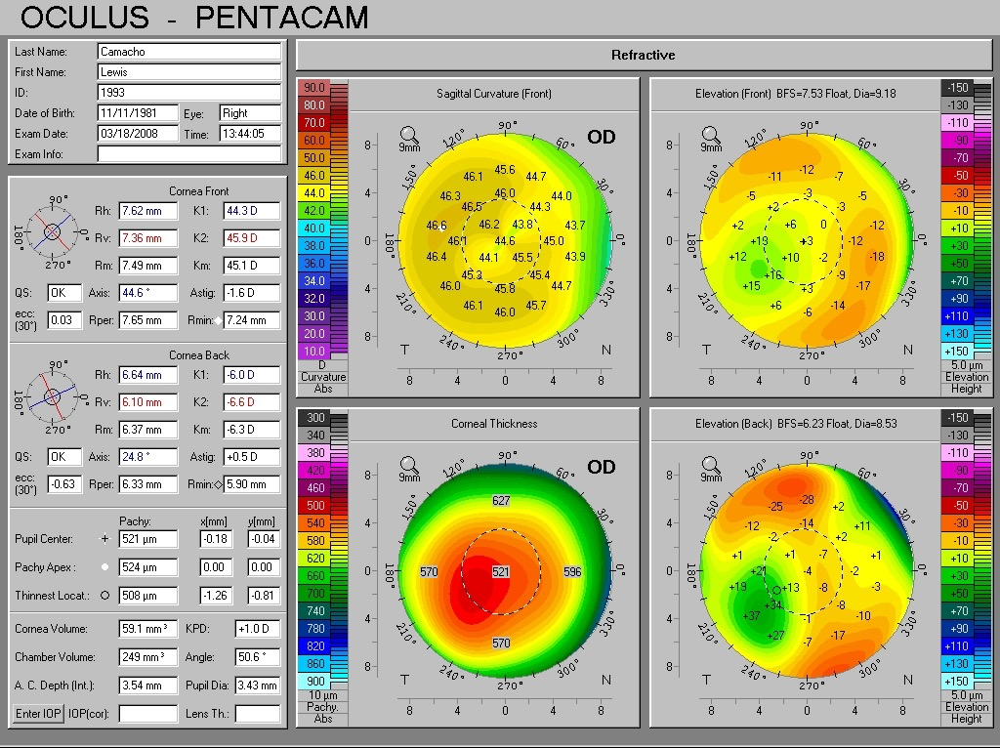 OCULUS - PENTACAM
Last Name: Camacho
First Name: Lewis
ID: 1993
Date of Birth: 11/11/1981 Eye: Right
Exam Date: 03/18/2008 Time: 13:44:05
Exam Info:
Cornea Front
90°
180°
0°
270°
Rh: 7.62 mm K1: 44.3 D
Rv: 7.36 mm K2: 45.9 D
Rm: 7.49 mm Km: 45.1 D
QS: OK Axis: 44.6 ° Astig: -1.6 D
ecc: (30°) 0.03 Rper: 7.65 mm Rmin: 7.24 mm
Cornea Back
90°
180°
0°
270°
Rh: 6.64 mm K1: -6.0 D
Rv: 6.10 mm K2: -6.6 D
Rm: 6.37 mm Km: -6.3 D
QS: OK Axis: 24.8 ° Astig: +0.5 D
ecc: (30°) -0.63 Rper: 6.33 mm Rmin: 5.90 mm
Pachy: x[mm] y[mm]
Pupil Center: + 521 µm -0.18 -0.04
Pachy Apex : 524 µm 0.00 0.00
Thinnest Locat.: O 508 µm -1.26 -0.81
Cornea Volume: 59.1 mm³ KPD: +1.0 D
Chamber Volume: 249 mm³ Angle: 50.6 °
A. C. Depth (Int.): 3.54 mm Pupil Dia: 3.43 mm
Enter IOP IOP(cor): Lens Th.:
Refractive
90.0
80.0
70.0
60.0
50.0
46.0
44.0
42.0
40.0
38.0
36.0
34.0
32.0
30.0
20.0
10.0
D
Curvature
Abs
Sagittal Curvature (Front)
9mm
OD
90°
120° 60°
150° 30°
180° 0°
210° 330°
240° 300°
270°
8
4
0
4
8
45.6
46.1 44.7
46.3 46.0 44.0
46.5 44.3
46.6 46.2 43.8 43.7
46.1 44.6 45.0
46.4 44.1 45.5 43.9
45.3 45.4
46.0 45.8 44.7
46.1 46.0 45.7
T N
8 4 0 4 8
Elevation (Front) BFS=7.53 Float, Dia=9.18
9mm
90°
120° 60°
150° 30°
180° 0°
210° 330°
240° 300°
270°
8
4
0
4
8
-12
-11 -7
-5 -3 -5
+2 -3
+2 +6 0 -12
+13 +3 -12
+12 +10 -2 -18
+16 -9
+15 +3 -17
+6 -6 -14
T N
8 4 0 4 8
-150
-130
-110
-90
-70
-50
-30
-10
+10
+30
+50
+70
+90
+110
+130
+150
5.0 µm
Elevation
Height
300
340
380
420
460
500
540
580
620
660
700
740
780
820
860
900
10 µm
Pachy.
Abs
Corneal Thickness
9mm
OD
90°
120° 60°
150° 30°
180° 0°
210° 330°
240° 300°
270°
8
4
0
4
8
627
570 521 596
570
T N
8 4 0 4 8
Elevation (Back) BFS=6.23 Float, Dia=8.53
9mm
90°
120° 60°
150° 30°
180° 0°
210° 330°
240° 300°
270°
8
4
0
4
8
-28
-25 +2
-12 -14 +11
-2 +2
+1 +1 -7 +1
-4 -2
+19 +13 -8 -3
+34 -8
+37 -1 -10
+27 -7 -17
T N
8 4 0 4 8
-150
-130
-110
-90
-70
-50
-30
-10
+10
+30
+50
+70
+90
+110
+130
+150
5.0 µm
Elevation
Height